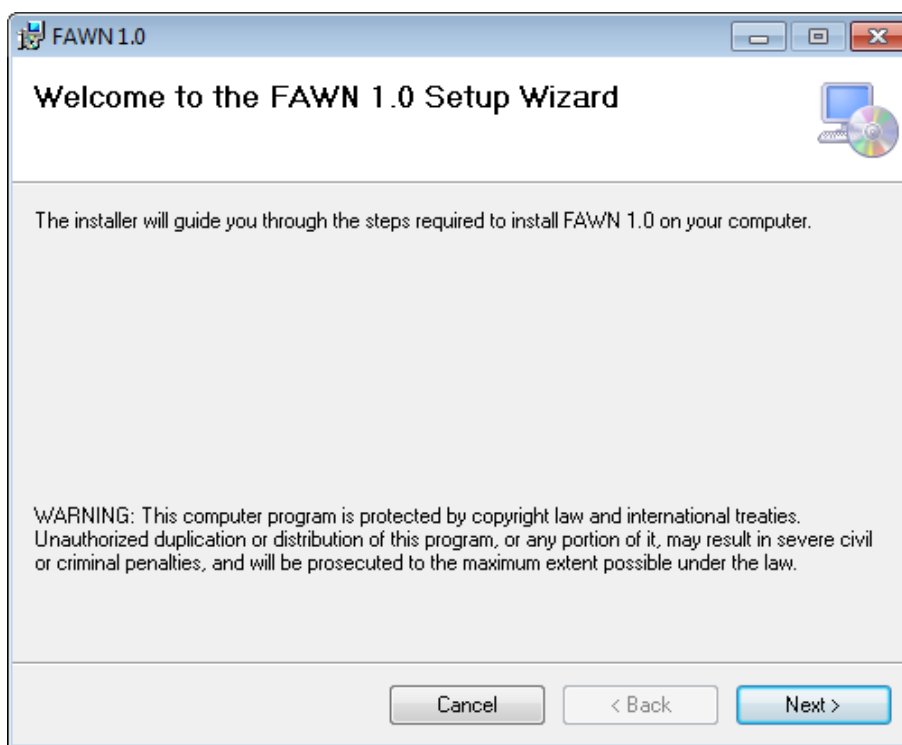 FAWN 1.0
Welcome to the FAWN 1.0 Setup Wizard
The installer will guide you through the steps required to install FAWN 1.0 on your computer.
WARNING: This computer program is protected by copyright law and international treaties.
Unauthorized duplication or distribution of this program, or any portion of it, may result in severe civil
or criminal penalties, and will be prosecuted to the maximum extent possible under the law.
Cancel < Back Next >